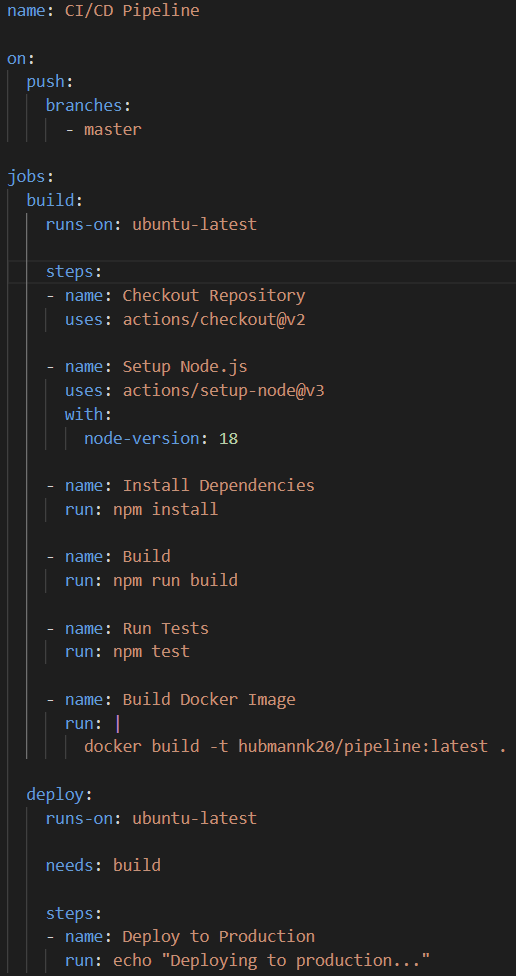 name: CI/CD Pipeline
on:
push:
branches:
- master
jobs:
build:
runs-on: ubuntu-latest
steps:
- name: Checkout Repository
uses: actions/checkout@v2
- name: Setup Node.js
uses: actions/setup-node@v3
with:
node-version: 18
- name: Install Dependencies
run: npm install
- name: Build
run: npm run build
- name: Run Tests
run: npm test
- name: Build Docker Image
run: |
docker build -t hubmannk20/pipeline:latest .
deploy:
runs-on: ubuntu-latest
needs: build
steps:
- name: Deploy to Production
run: echo "Deploying to production..."